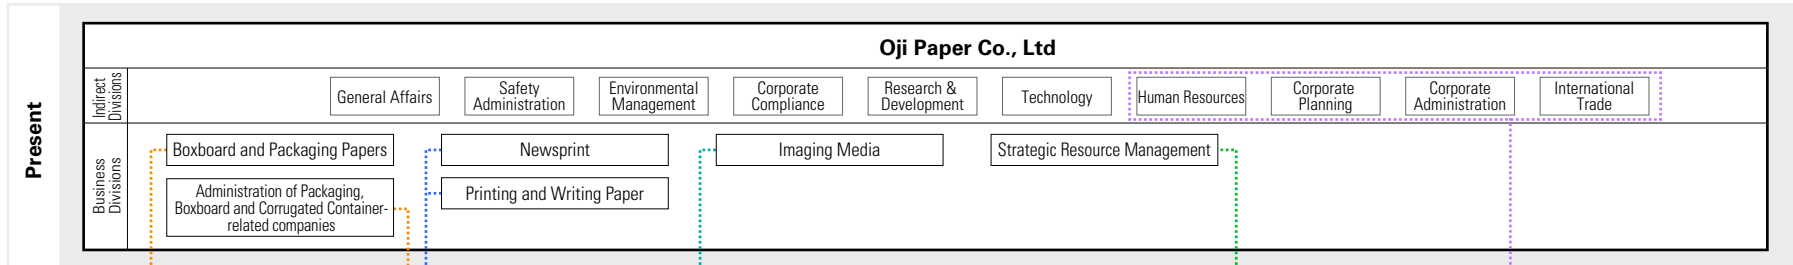 Present
Oji Paper Co., Ltd
Indirect
Divisions
General Affairs
Safety
Administration
Environmental
Management
Corporate
Compliance
Research &
Development
Technology
Human Resources
Corporate
Planning
Corporate
Administration
International
Trade
Business
Divisions
Boxboard and Packaging Papers
Administration of Packaging,
Boxboard and Corrugated Container-
related companies
Newsprint
Printing and Writing Paper
Imaging Media
Strategic Resource Management